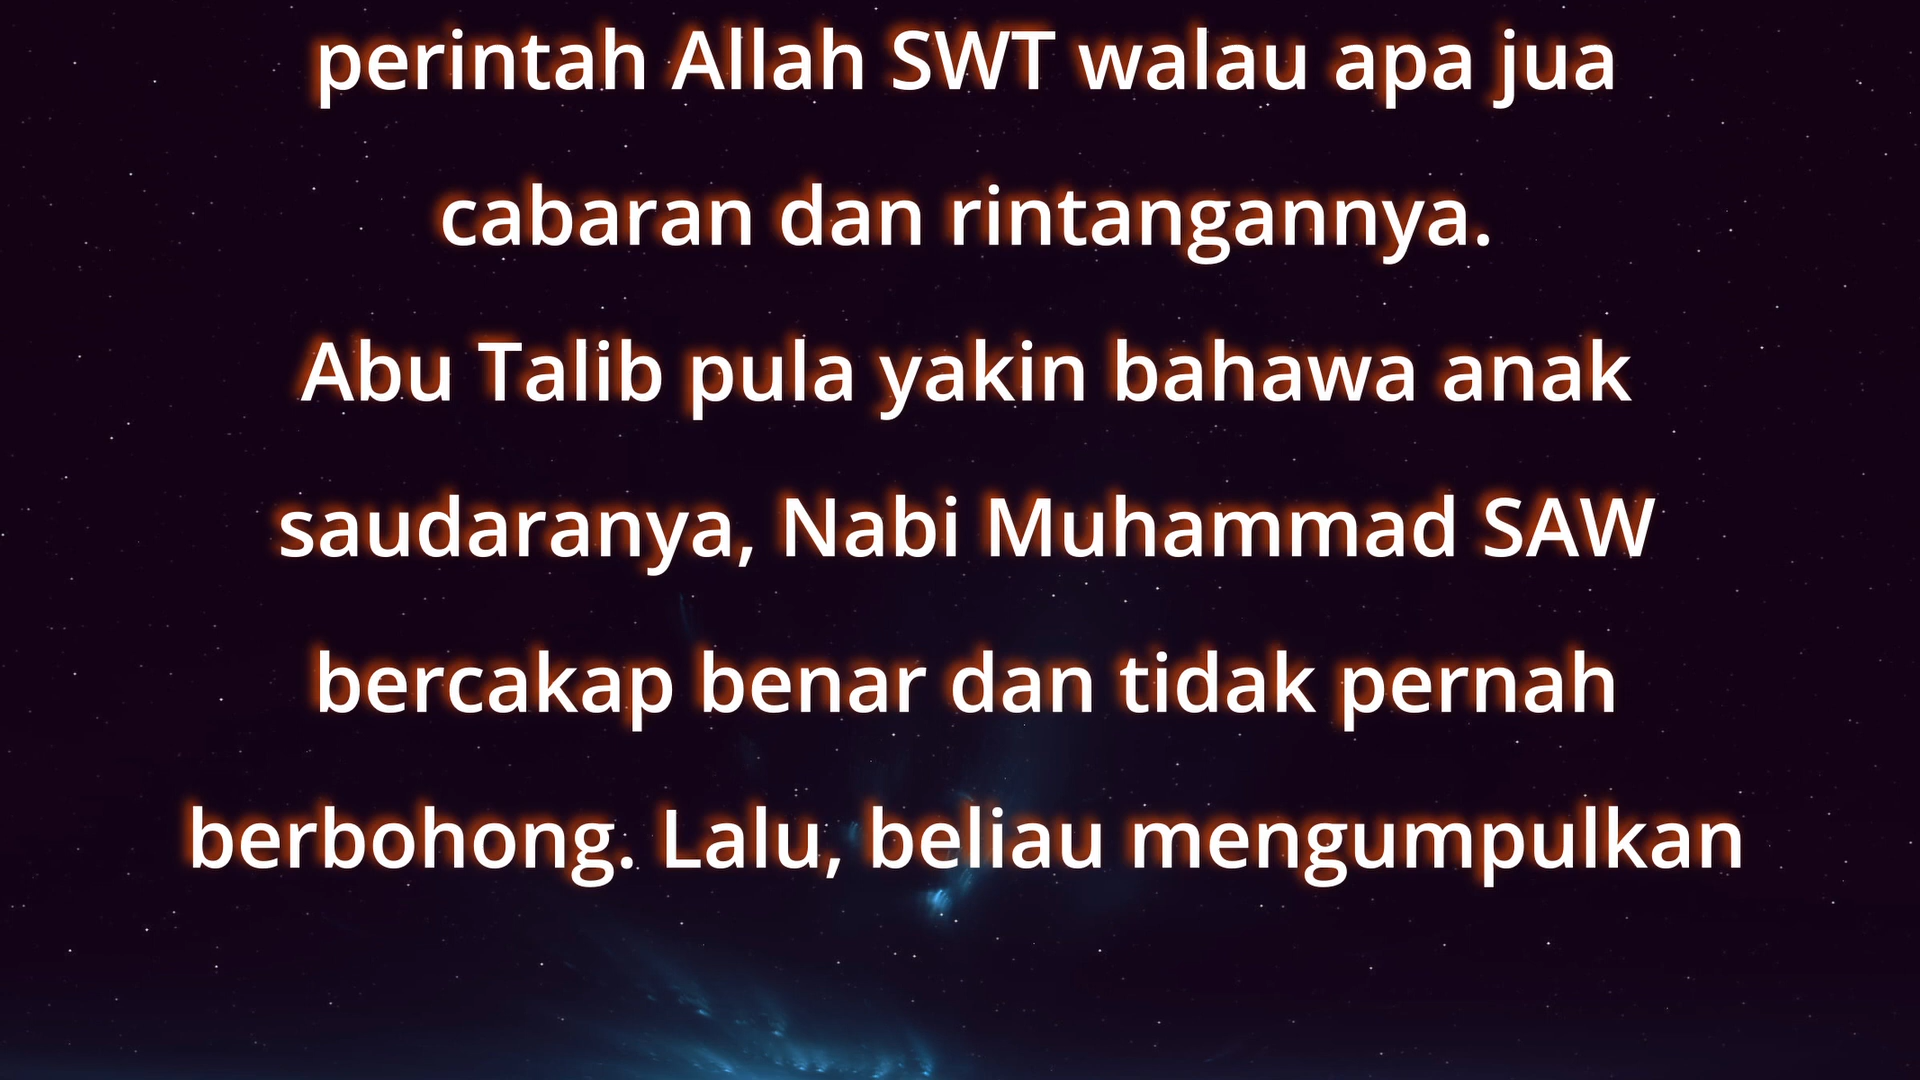 perintah Allah SWT walau apa jua
cabaran dan rintangannya.
Abu Talib pula yakin bahawa anak
saudaranya, Nabi Muhammad SAW
bercakap benar dan tidak pernah
berbohong. Lalu, beliau mengumpulkan